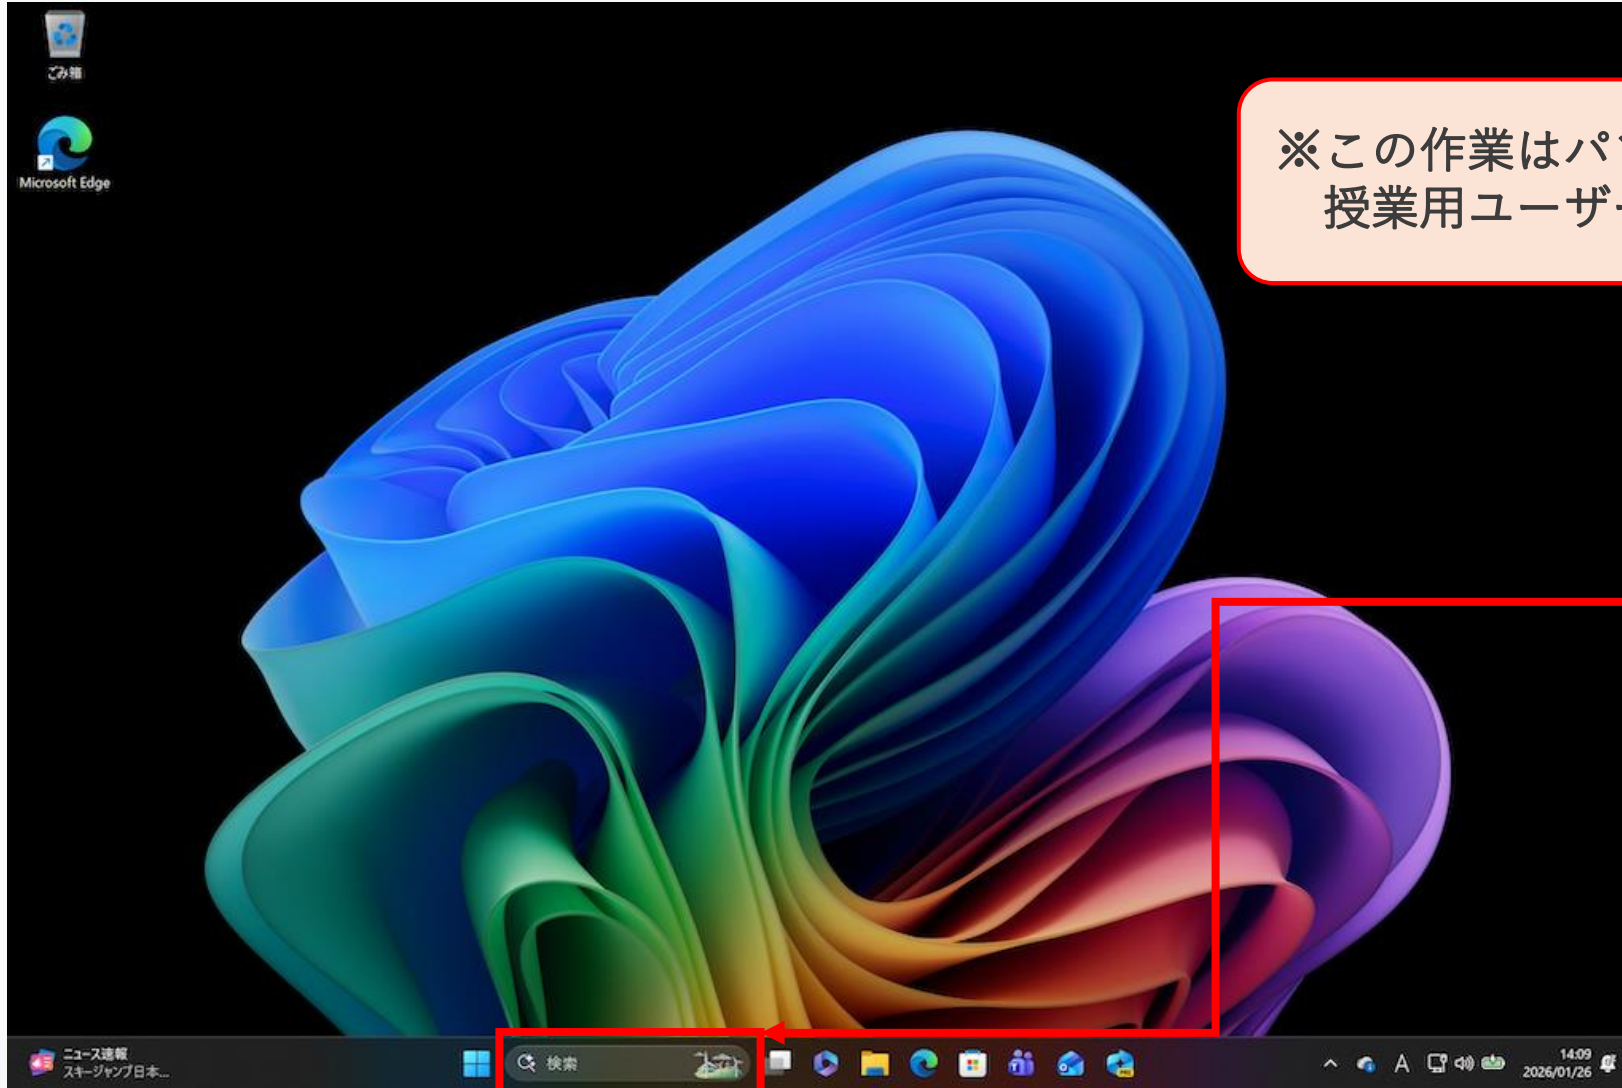 ごみ箱
Microsoft Edge
※この作業はパソ
授業用ユーザー
ニュース速報
スキージャンプ日本...
検索
A
14:09
2026/01/26